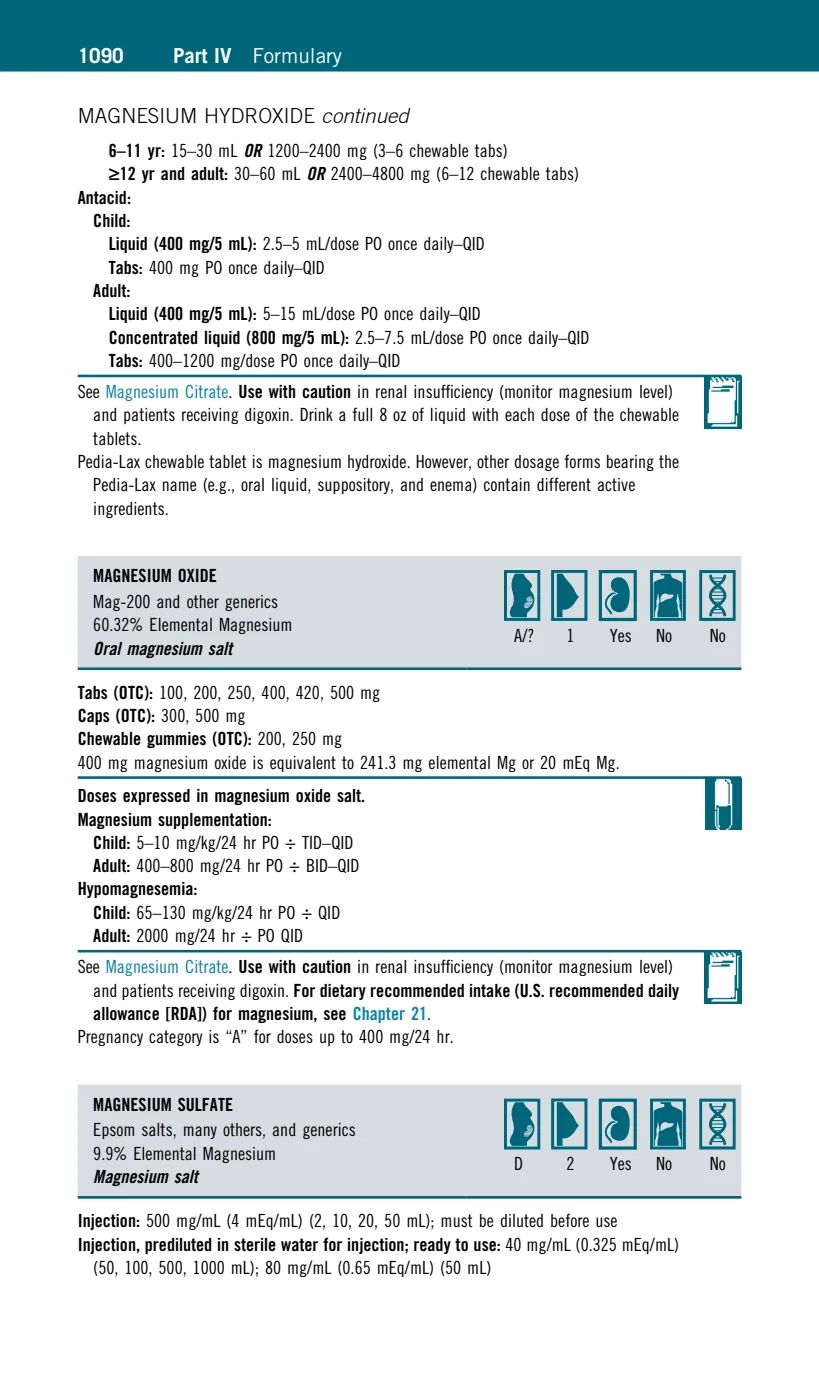 1090 Part IV Formulary
MAGNESIUM HYDROXIDE continued
6–11 yr: 15–30 mL OR 1200–2400 mg (3–6 chewable tabs)
≥12 yr and adult: 30–60 mL OR 2400–4800 mg (6–12 chewable tabs)
Antacid:
Child:
Liquid (400 mg/5 mL): 2.5–5 mL/dose PO once daily–QID
Tabs: 400 mg PO once daily–QID
Adult:
Liquid (400 mg/5 mL): 5–15 mL/dose PO once daily–QID
Concentrated liquid (800 mg/5 mL): 2.5–7.5 mL/dose PO once daily–QID
Tabs: 400–1200 mg/dose PO once daily–QID
See Magnesium Citrate. Use with caution in renal insufficiency (monitor magnesium level)
and patients receiving digoxin. Drink a full 8 oz of liquid with each dose of the chewable
tablets.
Pedia-Lax chewable tablet is magnesium hydroxide. However, other dosage forms bearing the
Pedia-Lax name (e.g., oral liquid, suppository, and enema) contain different active
ingredients.
MAGNESIUM OXIDE
Mag-200 and other generics
60.32% Elemental Magnesium
Oral magnesium salt
A/? 1 Yes No No
Tabs (OTC): 100, 200, 250, 400, 420, 500 mg
Caps (OTC): 300, 500 mg
Chewable gummies (OTC): 200, 250 mg
400 mg magnesium oxide is equivalent to 241.3 mg elemental Mg or 20 mEq Mg.
Doses expressed in magnesium oxide salt.
Magnesium supplementation:
Child: 5–10 mg/kg/24 hr PO ÷ TID–QID
Adult: 400–800 mg/24 hr PO ÷ BID–QID
Hypomagnesemia:
Child: 65–130 mg/kg/24 hr PO ÷ QID
Adult: 2000 mg/24 hr ÷ PO QID
See Magnesium Citrate. Use with caution in renal insufficiency (monitor magnesium level)
and patients receiving digoxin. For dietary recommended intake (U.S. recommended daily
allowance [RDA]) for magnesium, see Chapter 21.
Pregnancy category is “A” for doses up to 400 mg/24 hr.
MAGNESIUM SULFATE
Epsom salts, many others, and generics
9.9% Elemental Magnesium
Magnesium salt
D 2 Yes No No
Injection: 500 mg/mL (4 mEq/mL) (2, 10, 20, 50 mL); must be diluted before use
Injection, prediluted in sterile water for injection; ready to use: 40 mg/mL (0.325 mEq/mL)
(50, 100, 500, 1000 mL); 80 mg/mL (0.65 mEq/mL) (50 mL)